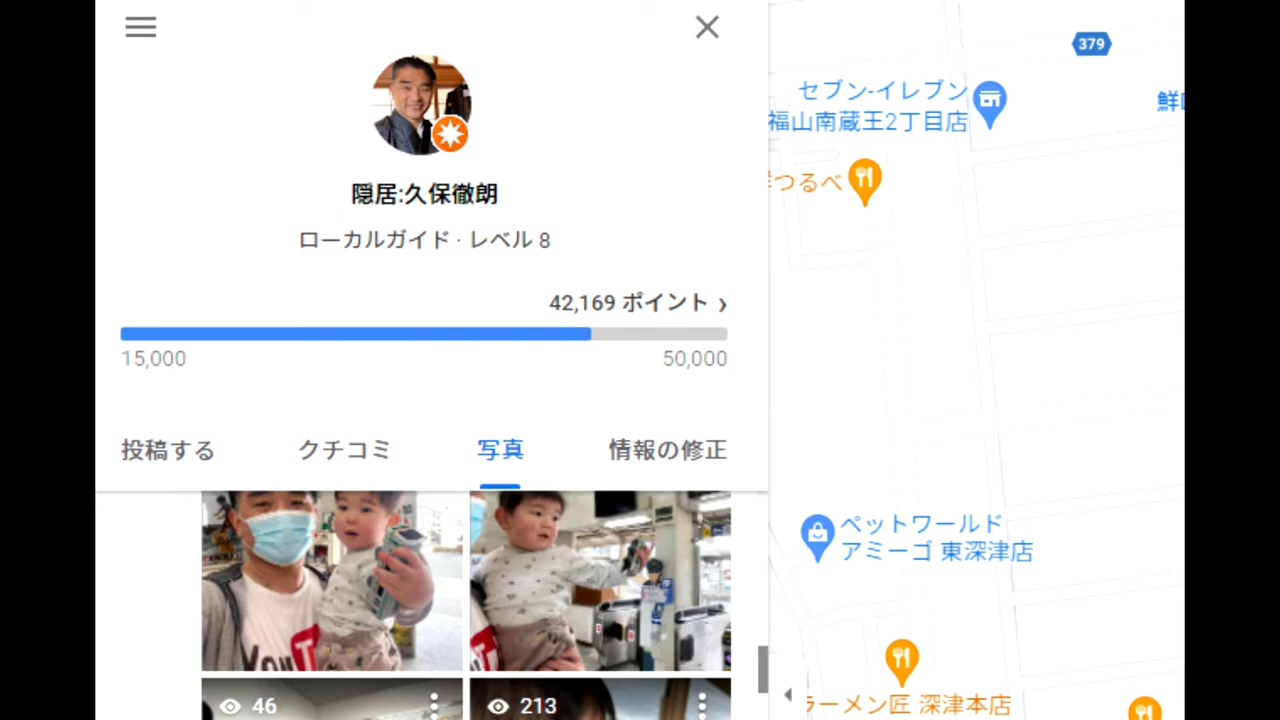 隠居:久保徹朗
ローカルガイド · レベル 8
42,169 ポイント ›
15,000
50,000
投稿する
クチコミ
写真
情報の修正
46
213
379
セブン-イレブン
福山南蔵王2丁目店
つるべ
ペットワールド
アミーゴ 東深津店
ラーメン匠 深津本店